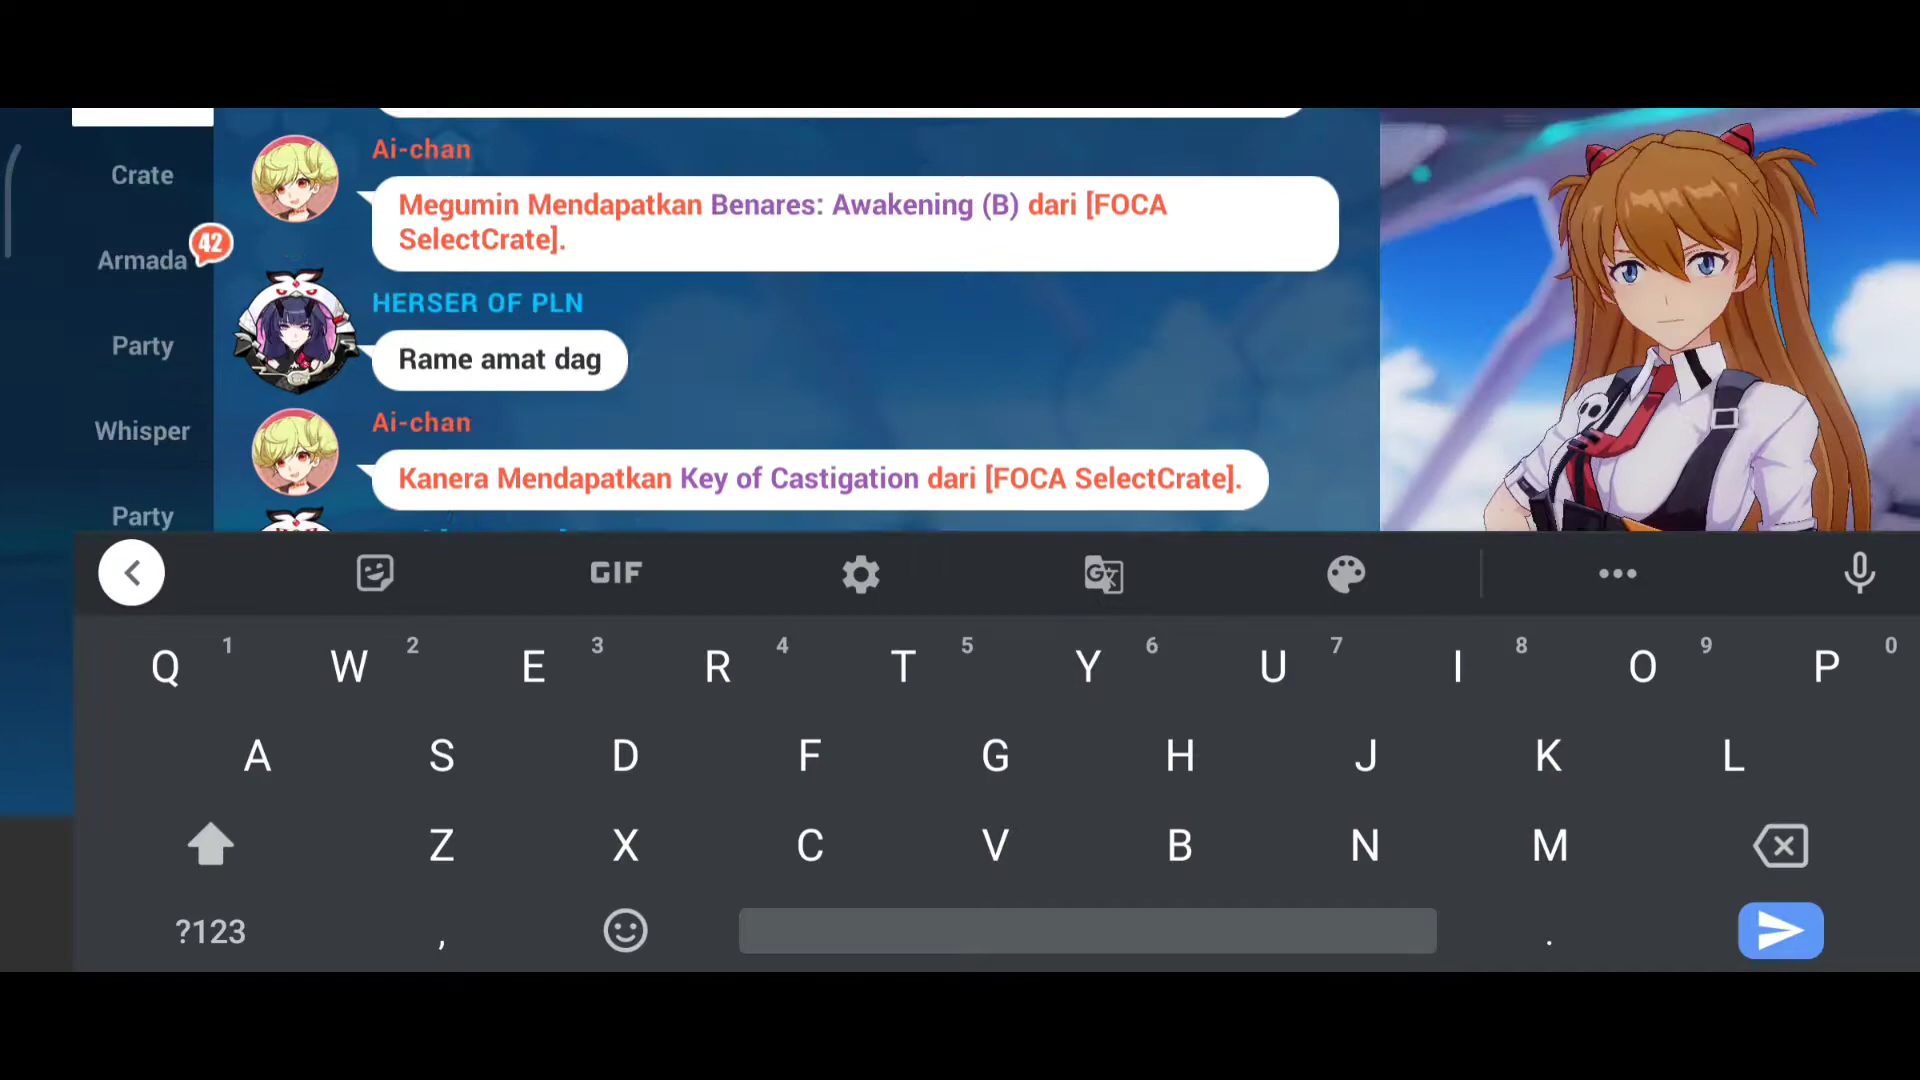 Crate
Armada
42
Party
Whisper
Party
Ai-chan
Megumin Mendapatkan Benares: Awakening (B) dari [FOCA
SelectCrate].
HERSER OF PLN
Rame amat dag
Ai-chan
Kanera Mendapatkan Key of Castigation dari [FOCA SelectCrate].
GIF
Q 1 W 2 E 3 R 4 T 5 Y 6 U 7 I 8 O 9 P 0
A S D F G H J K L
Z X C V B N M
?123 , .